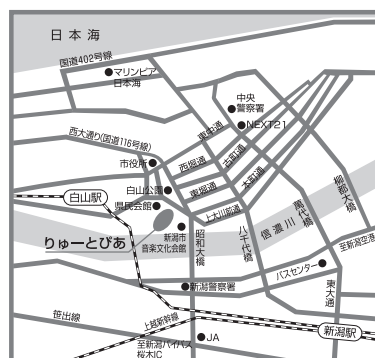 日本海
国道402号線
マリンピア
日本海
中央
警察署
NEXT21
東中通
西大通り(国道116号線)
市役所
西堀通
古町通
本町通
東堀通
白山公園
白山駅
県民会館
上大川前通
りゅーとぴあ
新潟市
音楽文化会館
昭和大橋
八千代橋
信濃川
萬代橋
柳都大橋
至新潟空港
バスセンター
東大通
新潟警察署
笹出線
上越新幹線
新潟駅
JA
至新潟バイパス
桜木IC